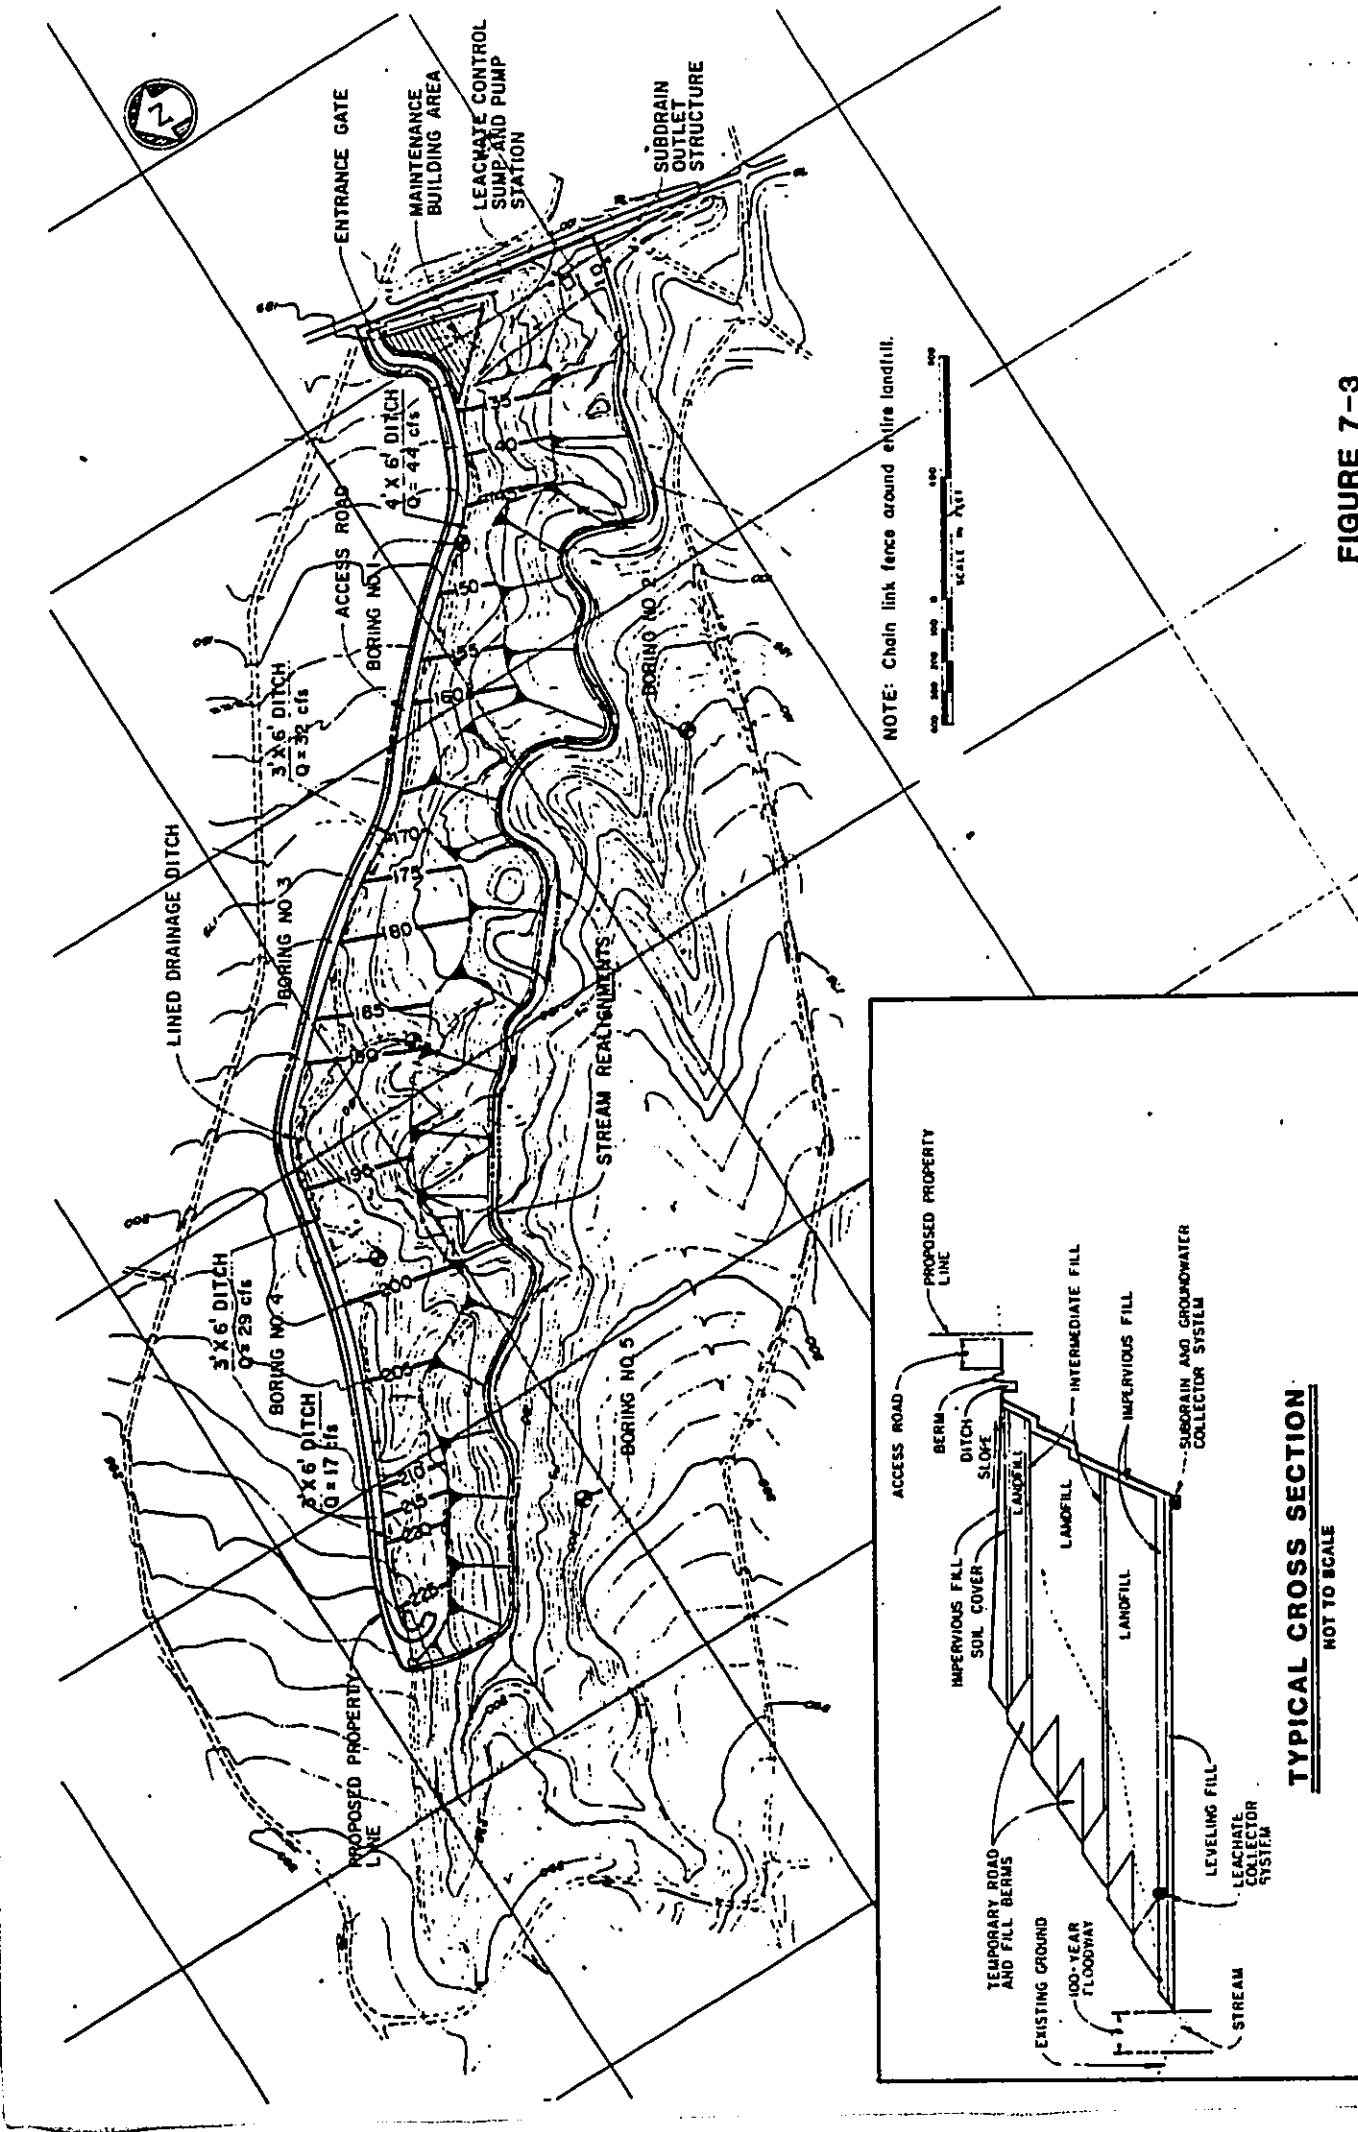 N
ENTRANCE GATE
MAINTENANCE
BUILDING AREA
LEACHATE CONTROL
SUMP AND PUMP
STATION
SUBDRAIN
OUTLET
STRUCTURE
4' X 6' DITCH
Q = 44 cfs
ACCESS ROAD
BORING NO. 1
3' X 6' DITCH
Q = 32 cfs
LINED DRAINAGE DITCH
BORING NO 3
3' X 6' DITCH
Q = 29 cfs
BORING NO. 4
3' X 6' DITCH
Q = 17 cfs
PROPOSED PROPERTY
LINE
BORING NO 2
STREAM REALIGNMENTS
BORING NO 5
140
150
155
160
170
175
180
185
190
195
200
205
210
215
220
225
NOTE: Chain link fence around entire landfill.
SCALE IN FEET
FIGURE 7-3
PROPOSED PROPERTY
LINE
ACCESS ROAD
BERM
DITCH
SLOPE
IMPERVIOUS FILL
SOIL COVER
LANDFILL
LANDFILL
LANDFILL
INTERMEDIATE FILL
IMPERVIOUS FILL
SUBDRAIN AND GROUNDWATER
COLLECTOR SYSTEM
TEMPORARY ROAD
AND FILL BERMS
EXISTING GROUND
100-YEAR
FLOODWAY
STREAM
LEVELING FILL
LEACHATE
COLLECTOR
SYSTEM
TYPICAL CROSS SECTION
NOT TO SCALE